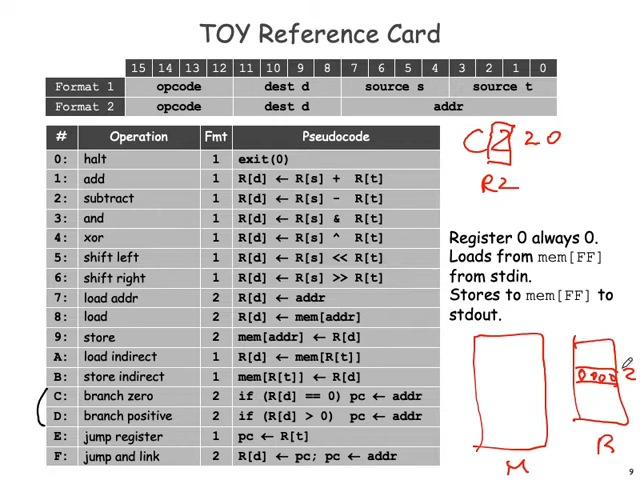 TOY Reference Card
15 14 13 12 11 10 9 8 7 6 5 4 3 2 1 0
Format 1 opcode dest d source s source t
Format 2 opcode dest d addr
# Operation Fmt Pseudocode
0: halt 1 exit(0)
1: add 1 R[d] ← R[s] + R[t]
2: subtract 1 R[d] ← R[s] - R[t]
3: and 1 R[d] ← R[s] & R[t]
4: xor 1 R[d] ← R[s] ^ R[t]
5: shift left 1 R[d] ← R[s] << R[t]
6: shift right 1 R[d] ← R[s] >> R[t]
7: load addr 2 R[d] ← addr
8: load 2 R[d] ← mem[addr]
9: store 2 mem[addr] ← R[d]
A: load indirect 1 R[d] ← mem[R[t]]
B: store indirect 1 mem[R[t]] ← R[d]
C: branch zero 2 if (R[d] == 0) pc ← addr
D: branch positive 2 if (R[d] > 0) pc ← addr
E: jump register 1 pc ← R[t]
F: jump and link 2 R[d] ← pc; pc ← addr
C 2 2 0
R2
Register 0 always 0.
Loads from mem[FF]
from stdin.
Stores to mem[FF] to
stdout.
0000 2
M R
9